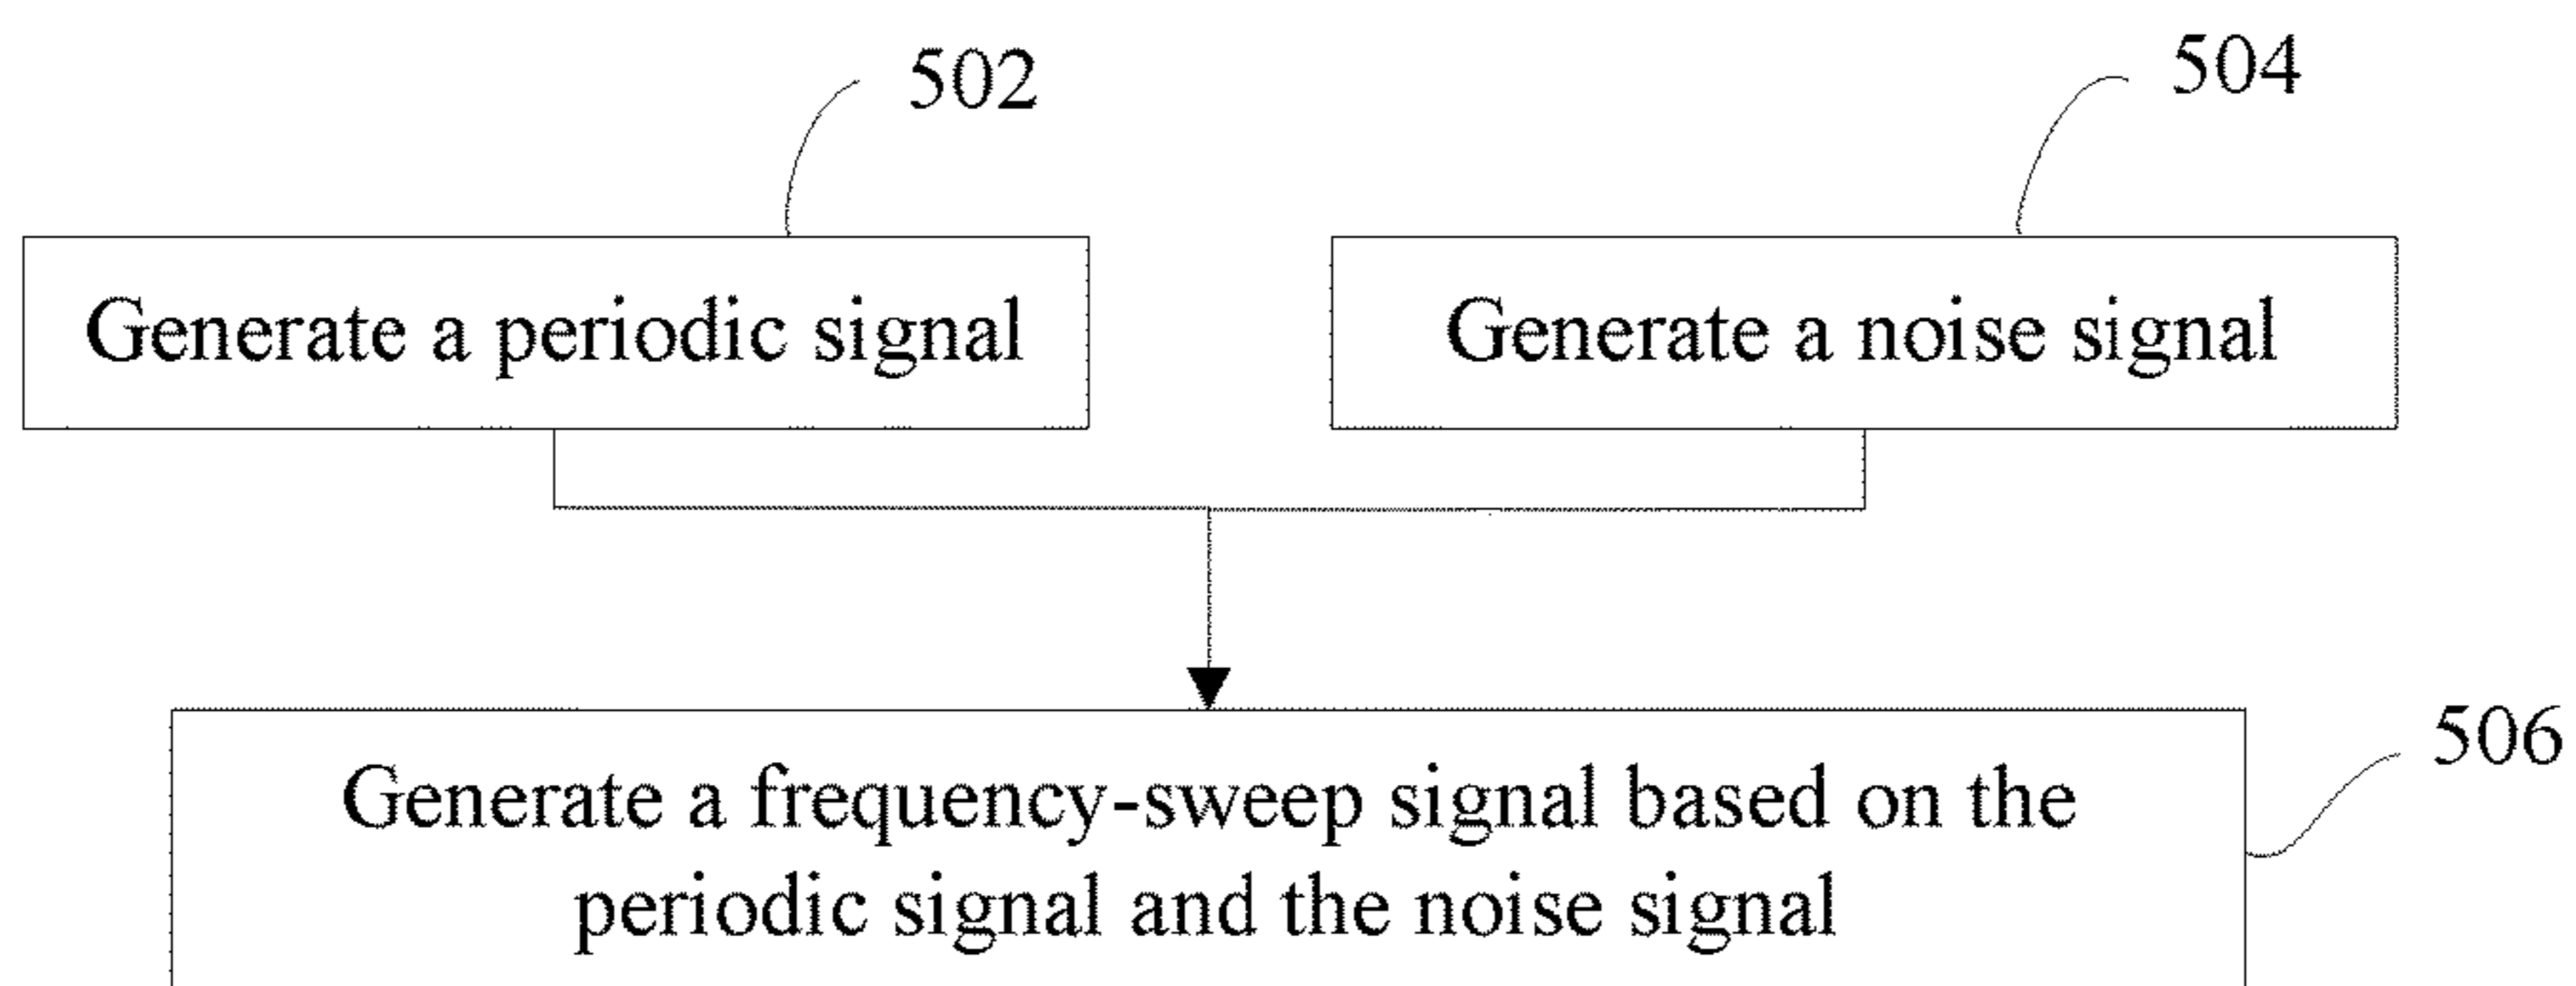 502
504
Generate a periodic signal
Generate a noise signal
Generate a frequency-sweep signal based on the
periodic signal and the noise signal
506